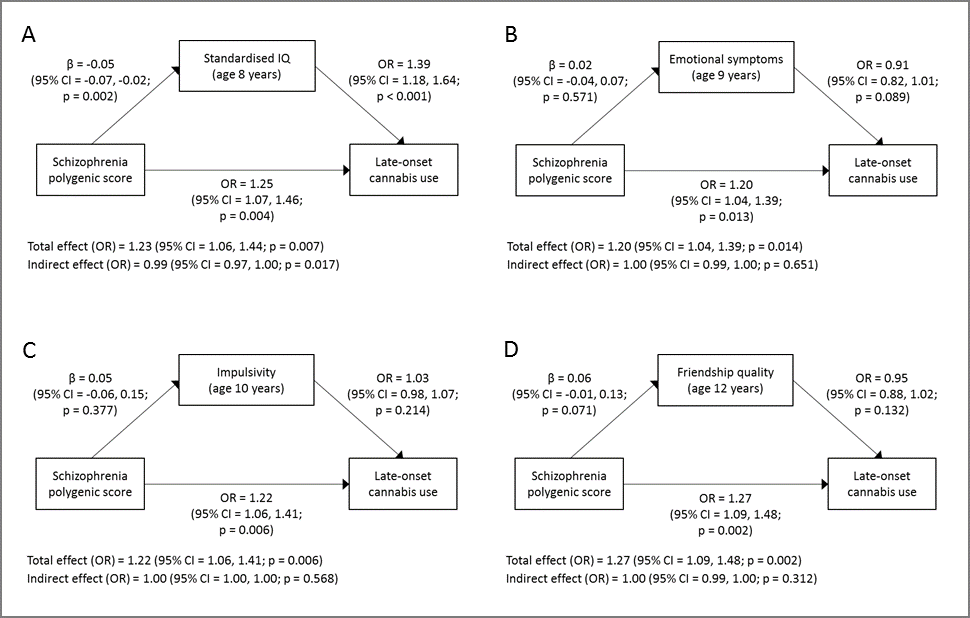 A
β = -0.05
(95% CI = -0.07, -0.02;
p = 0.002)
Standardised IQ
(age 8 years)
OR = 1.39
(95% CI = 1.18, 1.64;
p < 0.001)
Schizophrenia
polygenic score
Late-onset
cannabis use
OR = 1.25
(95% CI = 1.07, 1.46;
p = 0.004)
Total effect (OR) = 1.23 (95% CI = 1.06, 1.44; p = 0.007)
Indirect effect (OR) = 0.99 (95% CI = 0.97, 1.00; p = 0.017)
B
β = 0.02
(95% CI = -0.04, 0.07;
p = 0.571)
Emotional symptoms
(age 9 years)
OR = 0.91
(95% CI = 0.82, 1.01;
p = 0.089)
Schizophrenia
polygenic score
Late-onset
cannabis use
OR = 1.20
(95% CI = 1.04, 1.39;
p = 0.013)
Total effect (OR) = 1.20 (95% CI = 1.04, 1.39; p = 0.014)
Indirect effect (OR) = 1.00 (95% CI = 0.99, 1.00; p = 0.651)
C
β = 0.05
(95% CI = -0.06, 0.15;
p = 0.377)
Impulsivity
(age 10 years)
OR = 1.03
(95% CI = 0.98, 1.07;
p = 0.214)
Schizophrenia
polygenic score
Late-onset
cannabis use
OR = 1.22
(95% CI = 1.06, 1.41;
p = 0.006)
Total effect (OR) = 1.22 (95% CI = 1.06, 1.41; p = 0.006)
Indirect effect (OR) = 1.00 (95% CI = 1.00, 1.00; p = 0.568)
D
β = 0.06
(95% CI = -0.01, 0.13;
p = 0.071)
Friendship quality
(age 12 years)
OR = 0.95
(95% CI = 0.88, 1.02;
p = 0.132)
Schizophrenia
polygenic score
Late-onset
cannabis use
OR = 1.27
(95% CI = 1.09, 1.48;
p = 0.002)
Total effect (OR) = 1.27 (95% CI = 1.09, 1.48; p = 0.002)
Indirect effect (OR) = 1.00 (95% CI = 0.99, 1.00; p = 0.312)